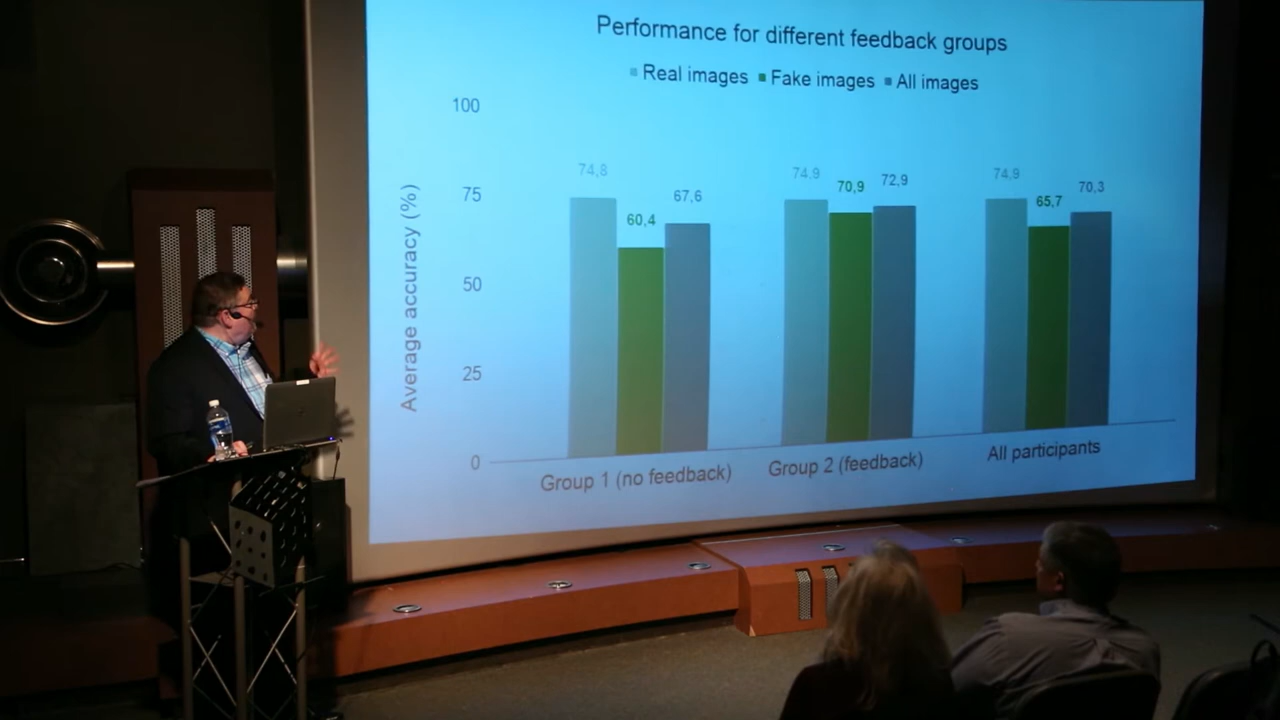 Performance for different feedback groups
Real images Fake images All images
100
75
50
25
0
Average accuracy (%)
74,8
60,4
67,6
74.9
70,9
72,9
74,9
65,7
70,3
Group 1 (no feedback)
Group 2 (feedback)
All participants